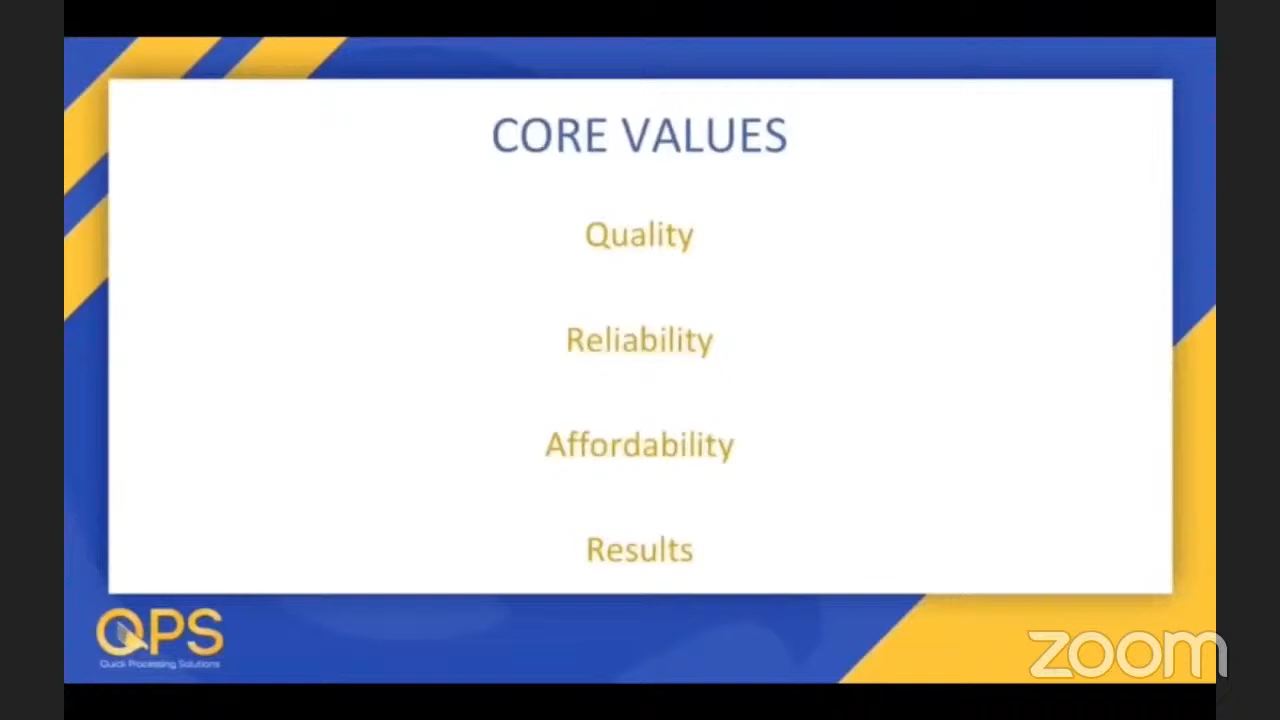 CORE VALUES
Quality
Reliability
Affordability
Results
QPS
Quick Processing Solutions
zoom